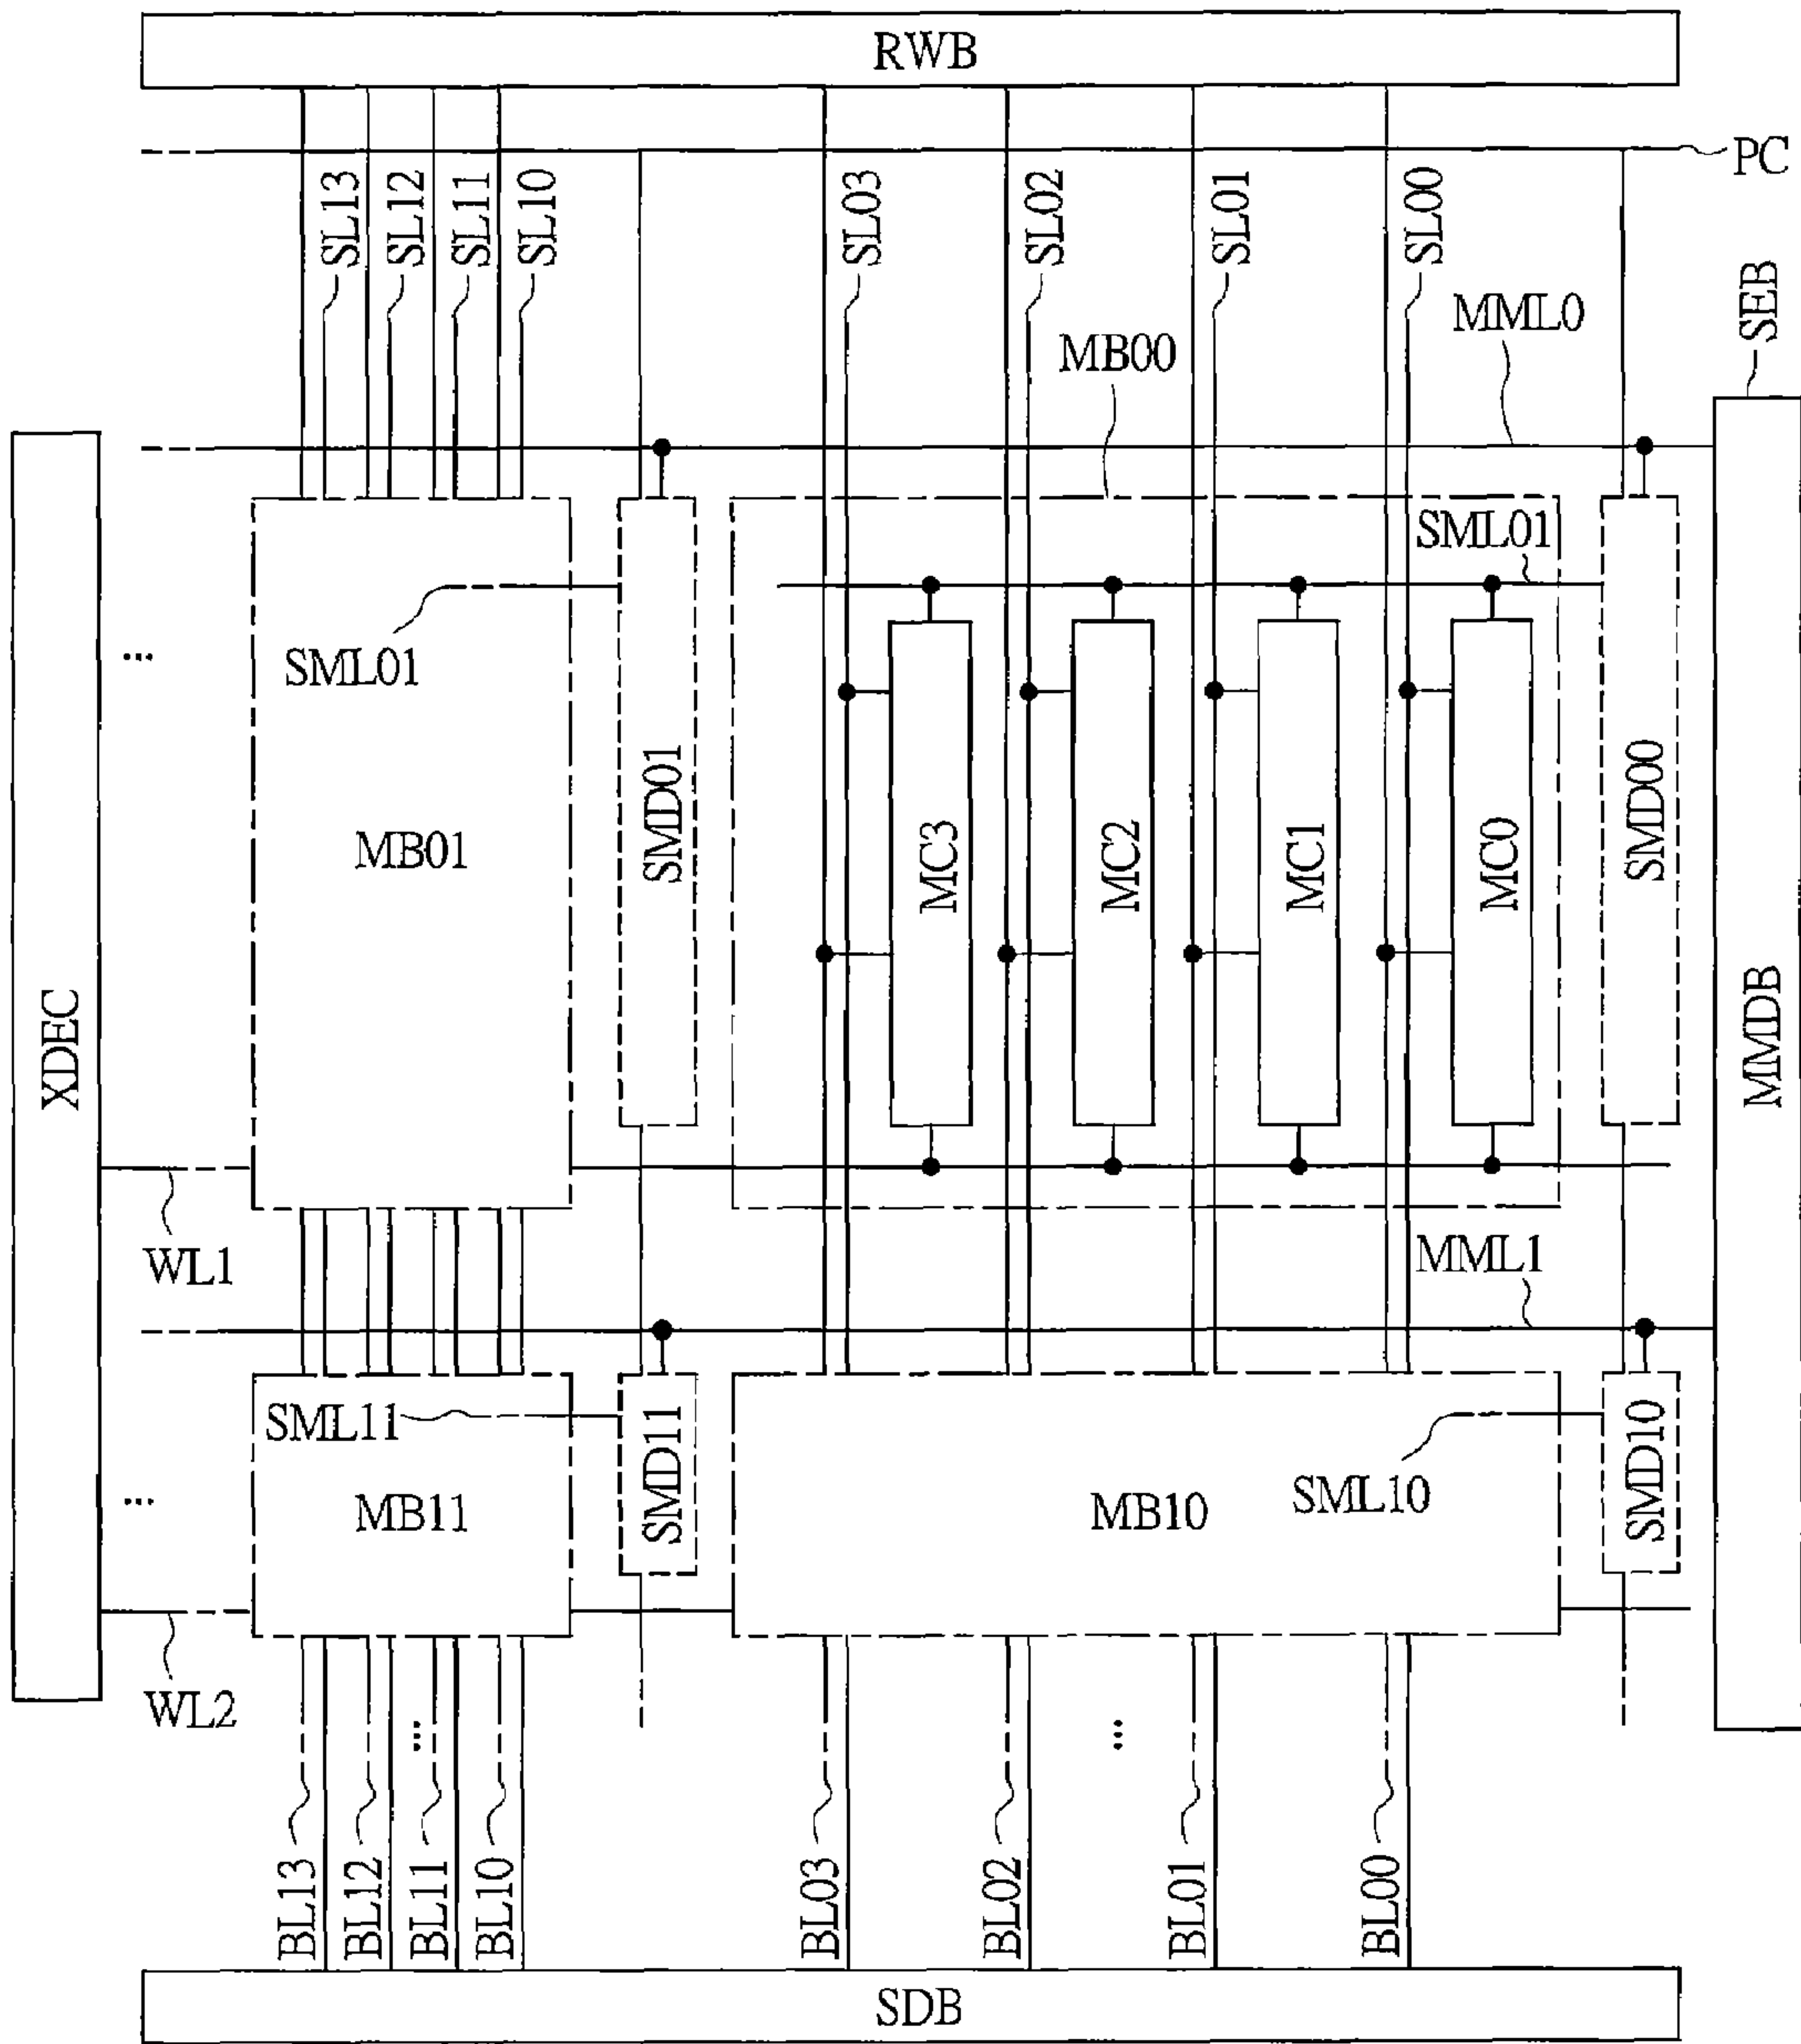 RWB
PC
SL13
SL12
SL11
SL10
SL03
SL02
SL01
SL00
SEB
MML0
MB00
SML01
SML01
...
XDEC
MB01
SMD01
MC3
MC2
MC1
MC0
SMD00
MMDB
WL1
MML1
SML11
SMD11
SML10
SMD10
...
MB11
MB10
WL2
...
...
BL13
BL12
BL11
BL10
BL03
BL02
BL01
BL00
SDB